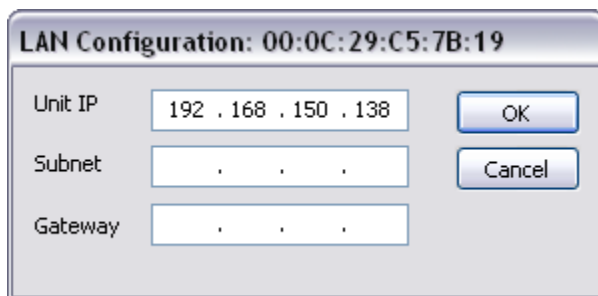 LAN Configuration: 00:0C:29:C5:7B:19
Unit IP 192 . 168 . 150 . 138 OK
Subnet . . . Cancel
Gateway . . .